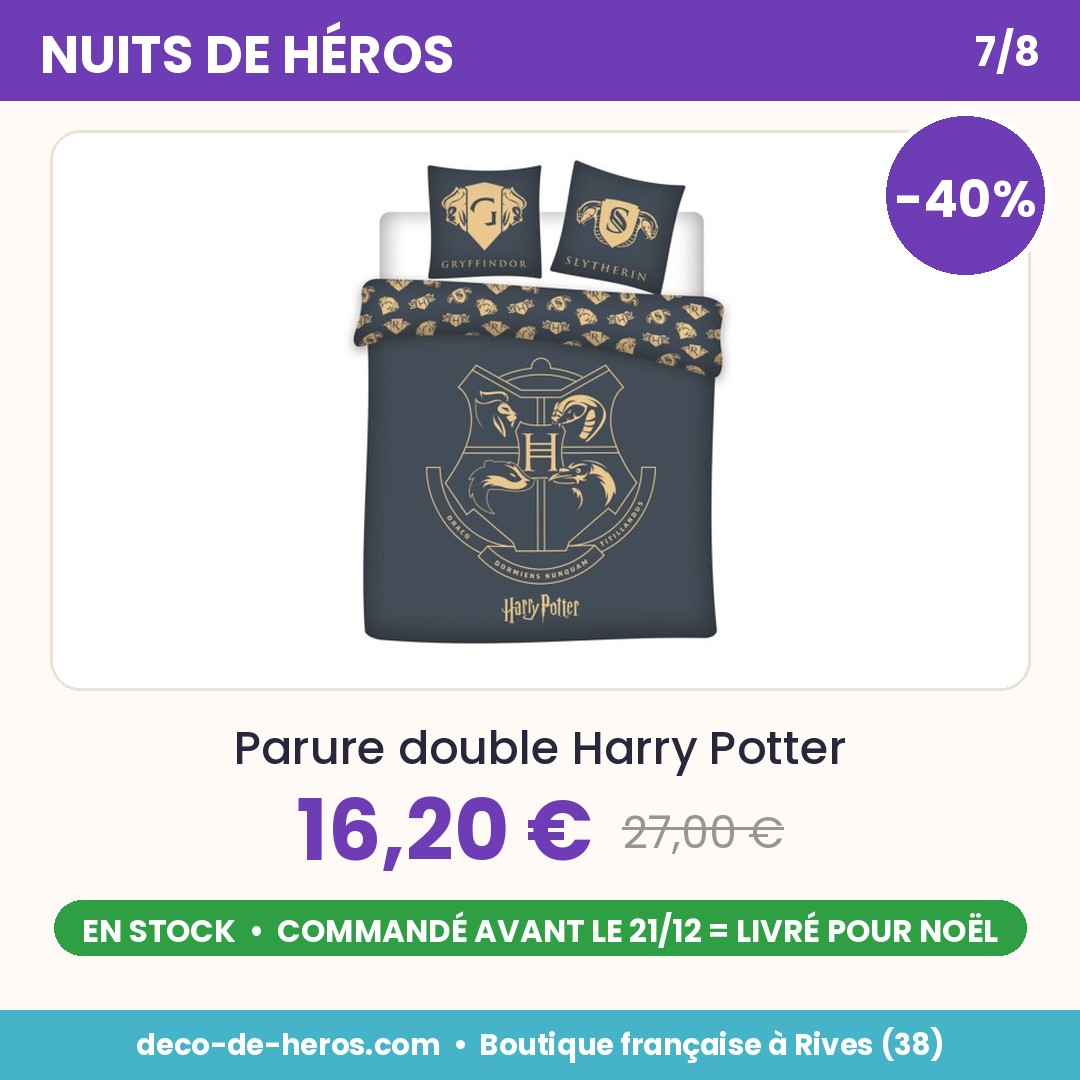 NUITS DE HÉROS
7/8
-40%
G
S
GRYFFINDOR
SLYTHERIN
H
DRACO
DORMIENS NUNQUAM
TITILLANDUS
Harry Potter
Parure double Harry Potter
16,20 € 27,00 €
EN STOCK • COMMANDÉ AVANT LE 21/12 = LIVRÉ POUR NOËL
deco-de-heros.com • Boutique française à Rives (38)